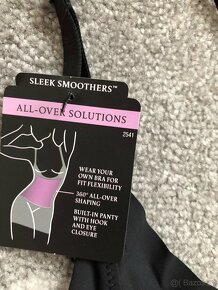 SLEEK SMOOTHERS™
ALL-OVER SOLUTIONS
2541
WEAR YOUR
OWN BRA FOR
FIT FLEXIBILITY
360° ALL-OVER
SHAPING
BUILT-IN PANTY
WITH HOOK
AND EYE
CLOSURE